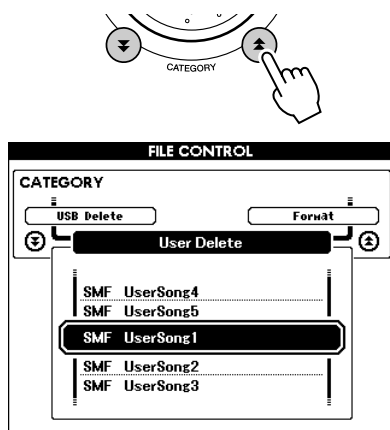 CATEGORY
FILE CONTROL
CATEGORY
USB Delete
Format
User Delete
SMF UserSong4
SMF UserSong5
SMF UserSong1
SMF UserSong2
SMF UserSong3